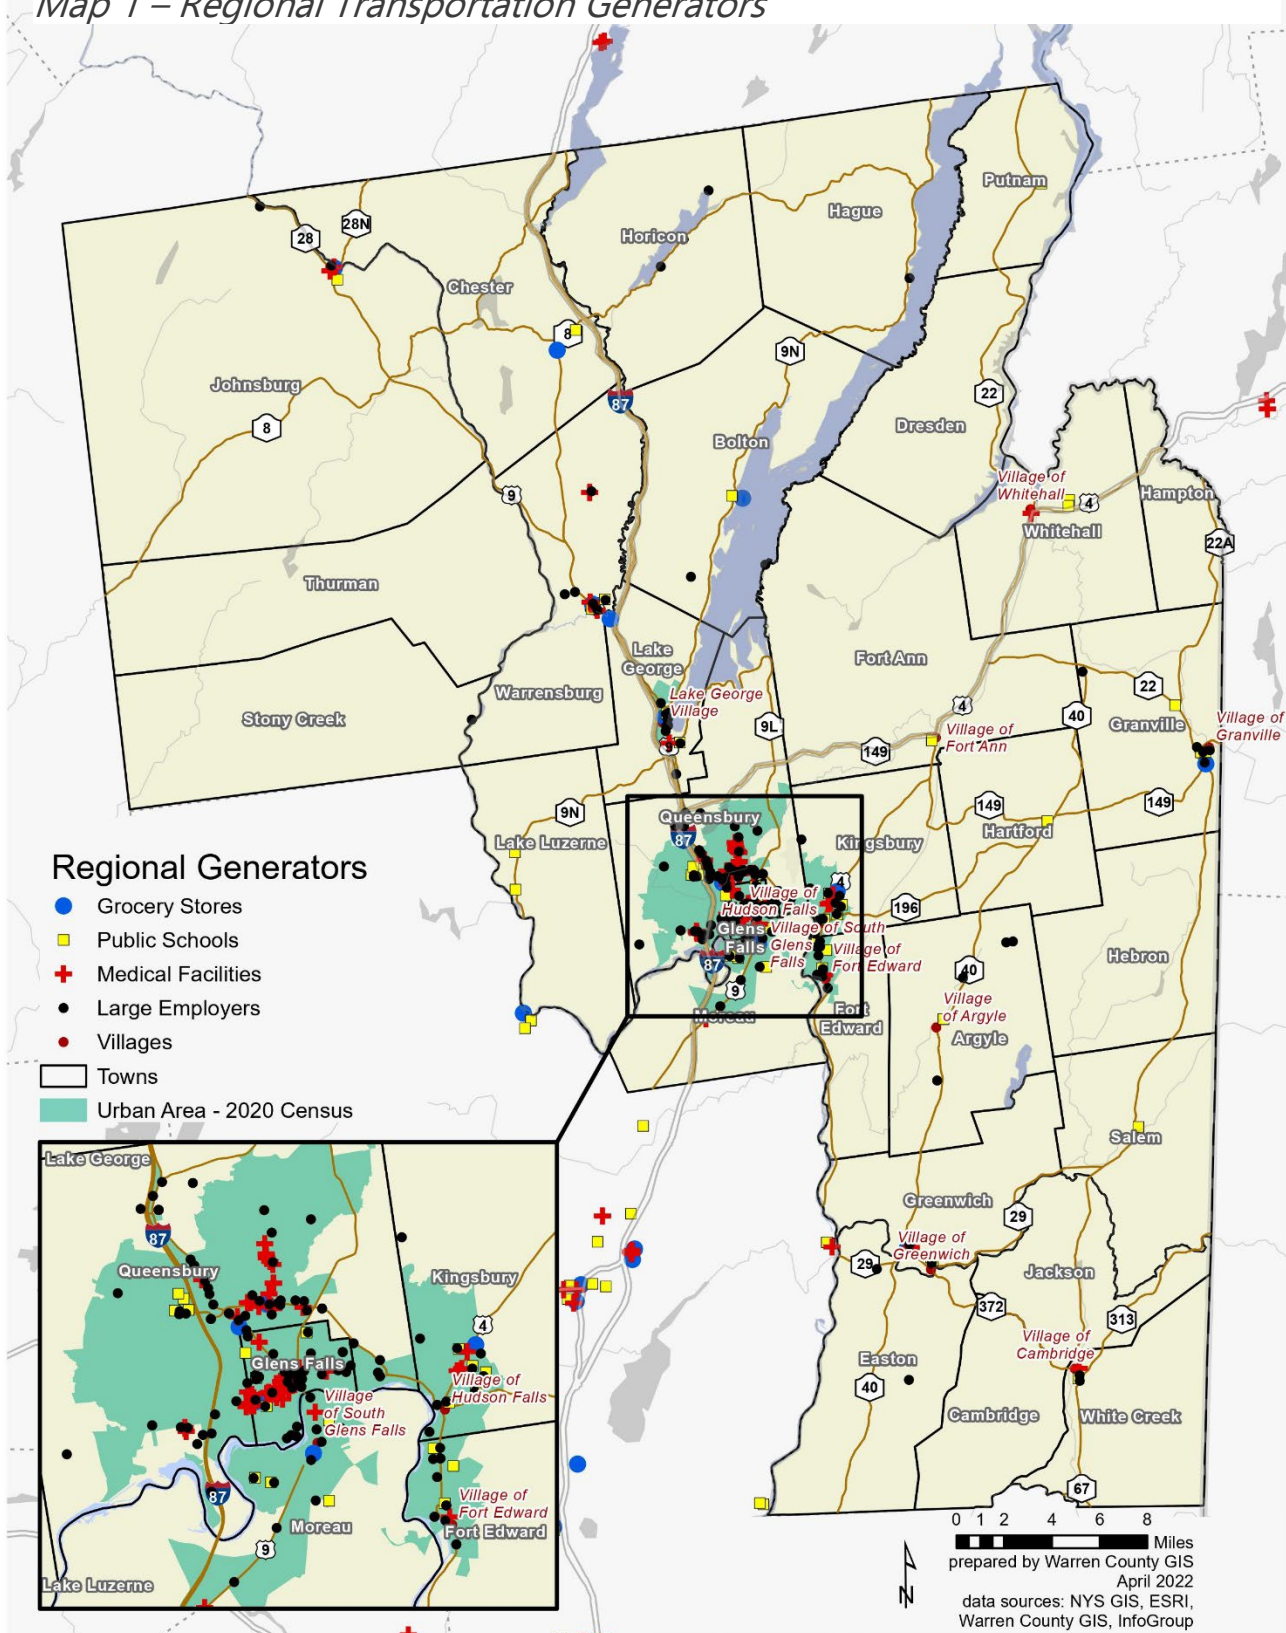 Map 1 – Regional Transportation Generators
Putnam
Hague
Horicon
28N
28
Chester
8
9N
Johnsburg
87
22
8
Bolton
Dresden
Village of
Whitehall
4
Hampton
9
Whitehall
22A
Thurman
Lake
George
Fort Ann
Warrensburg
Lake George
Village
22
Stony Creek
9L
4
40
Granville
Village of
Granville
9
149
Village of
Fort Ann
9N
149
149
Queensbury
Hartford
87
Lake Luzerne
Kingsbury
4
Village of
Hudson Falls
196
Glens
Falls
Village of South
Glens
Falls
Village of
Fort Edward
Hebron
87
40
9
Village
of Argyle
Moreau
Fort
Edward
Argyle
Salem
Greenwich
29
Village of
Greenwich
29
Jackson
372
313
Village of
Cambridge
Easton
40
Cambridge
White Creek
67
Regional Generators
Grocery Stores
Public Schools
Medical Facilities
Large Employers
Villages
Towns
Urban Area - 2020 Census
Lake George
87
Queensbury
Kingsbury
4
Glens Falls
Village of
Hudson Falls
Village
of South
Glens Falls
87
Village of
Fort Edward
Moreau
Fort Edward
9
Lake Luzerne
0 1 2 4 6 8
Miles
N
prepared by Warren County GIS
April 2022
data sources: NYS GIS, ESRI,
Warren County GIS, InfoGroup